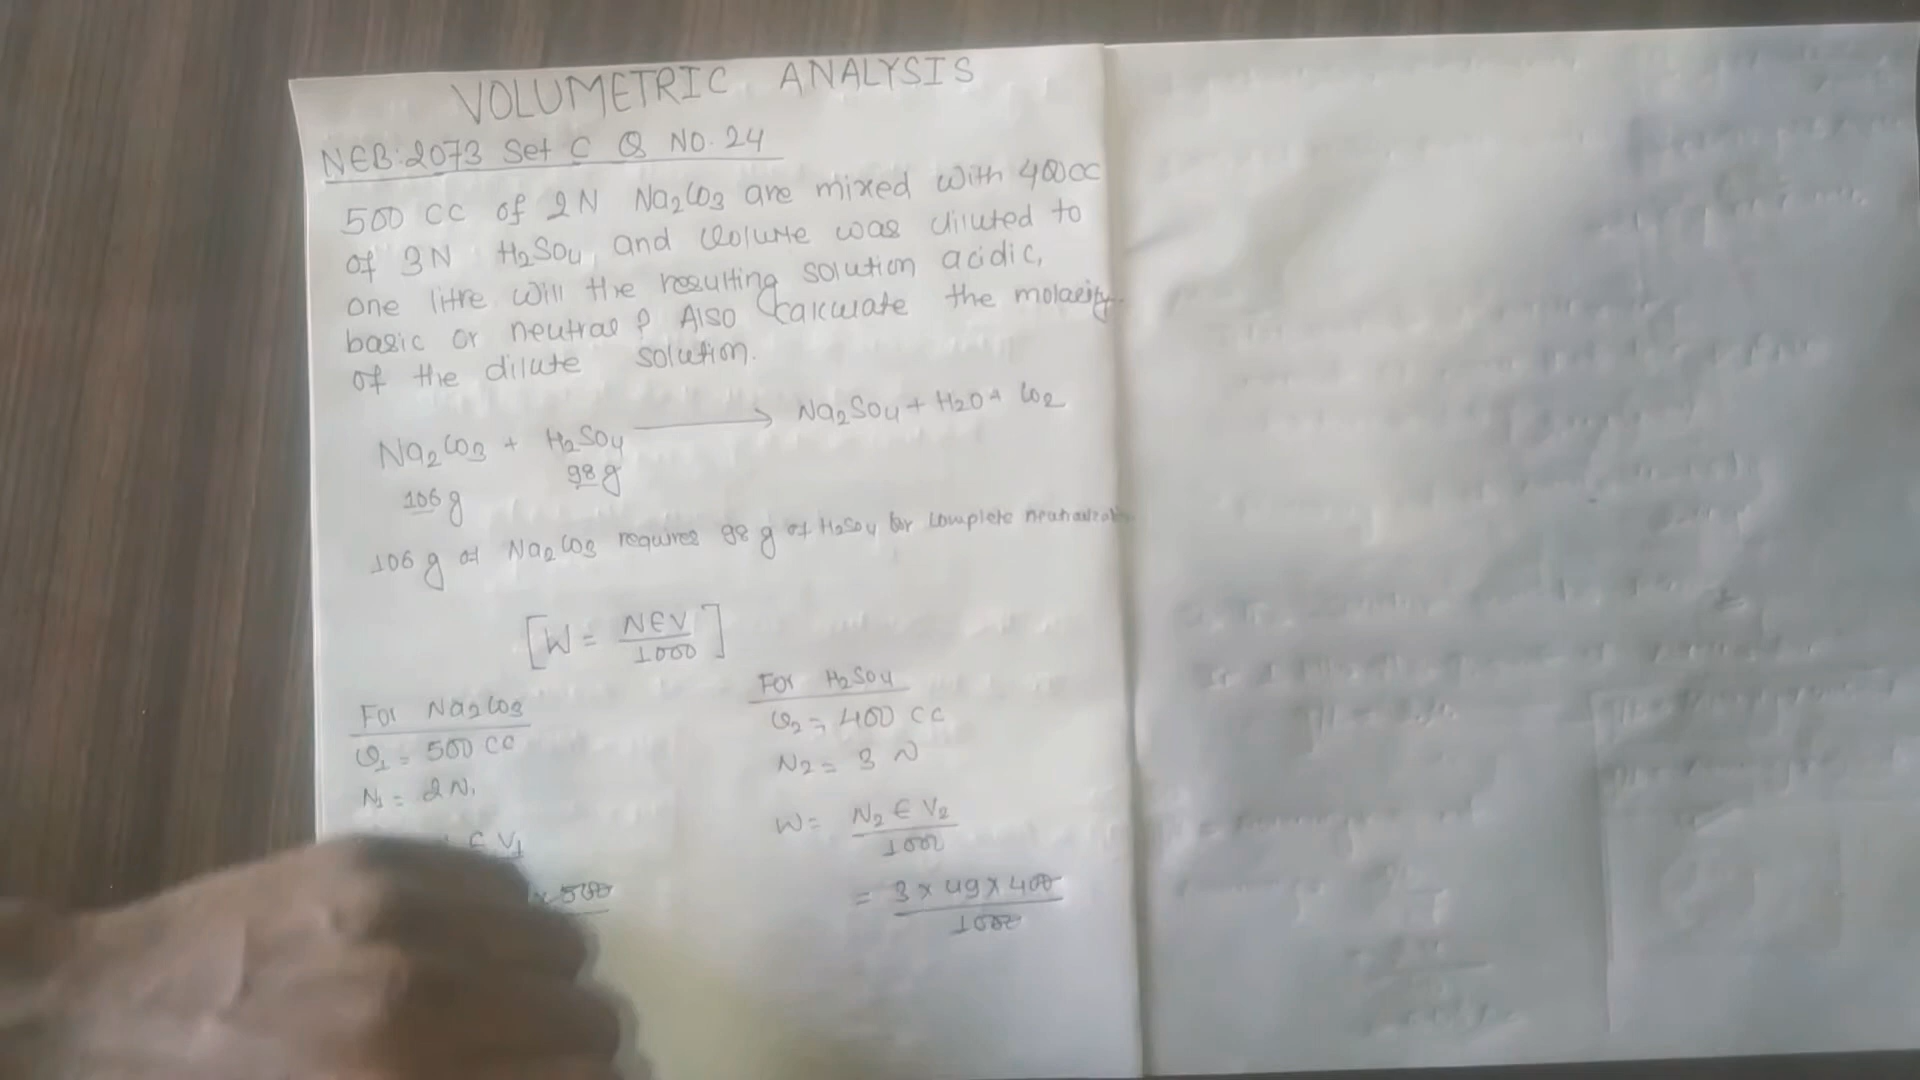 VOLUMETRIC ANALYSIS
NEB:2073 Set C Q NO. 24
500 cc of 2N Na2CO3 are mixed with 400cc
of 3N H2SO4 and volume was diluted to
one litre will the resulting solution acidic,
basic or neutral? Also calculate the molarity
of the dilute solution.
Na2CO3 + H2SO4 → Na2SO4 + H2O + CO2
106 g 98 g
106 g of Na2CO3 requires 98 g of H2SO4 for complete
[W = NEV/1000]
For Na2CO3
V1 = 500 CC
N1 = 2N.
E V1
× 500
For H2SO4
V2 = 400 CC
N2 = 3 N
W = N2 E V2/1000
= 3 × 49 × 400/1000